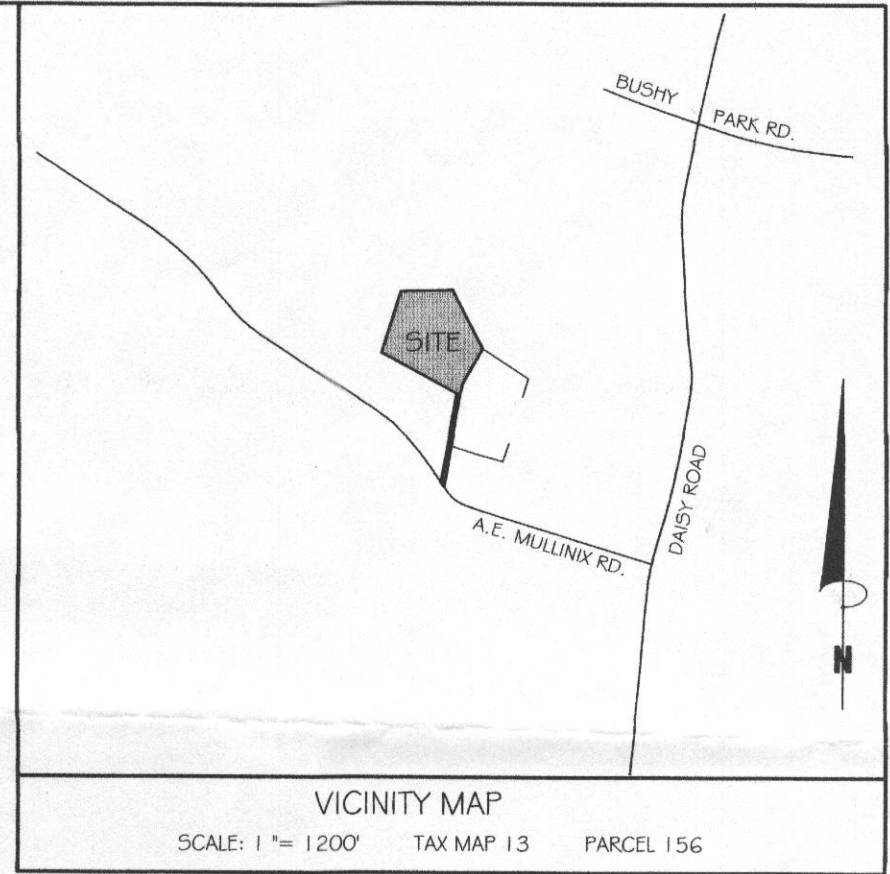 BUSHY PARK RD.
SITE
DAISY ROAD
A.E. MULLINIX RD.
N
VICINITY MAP
SCALE: 1 "= 1200' TAX MAP 13 PARCEL 156